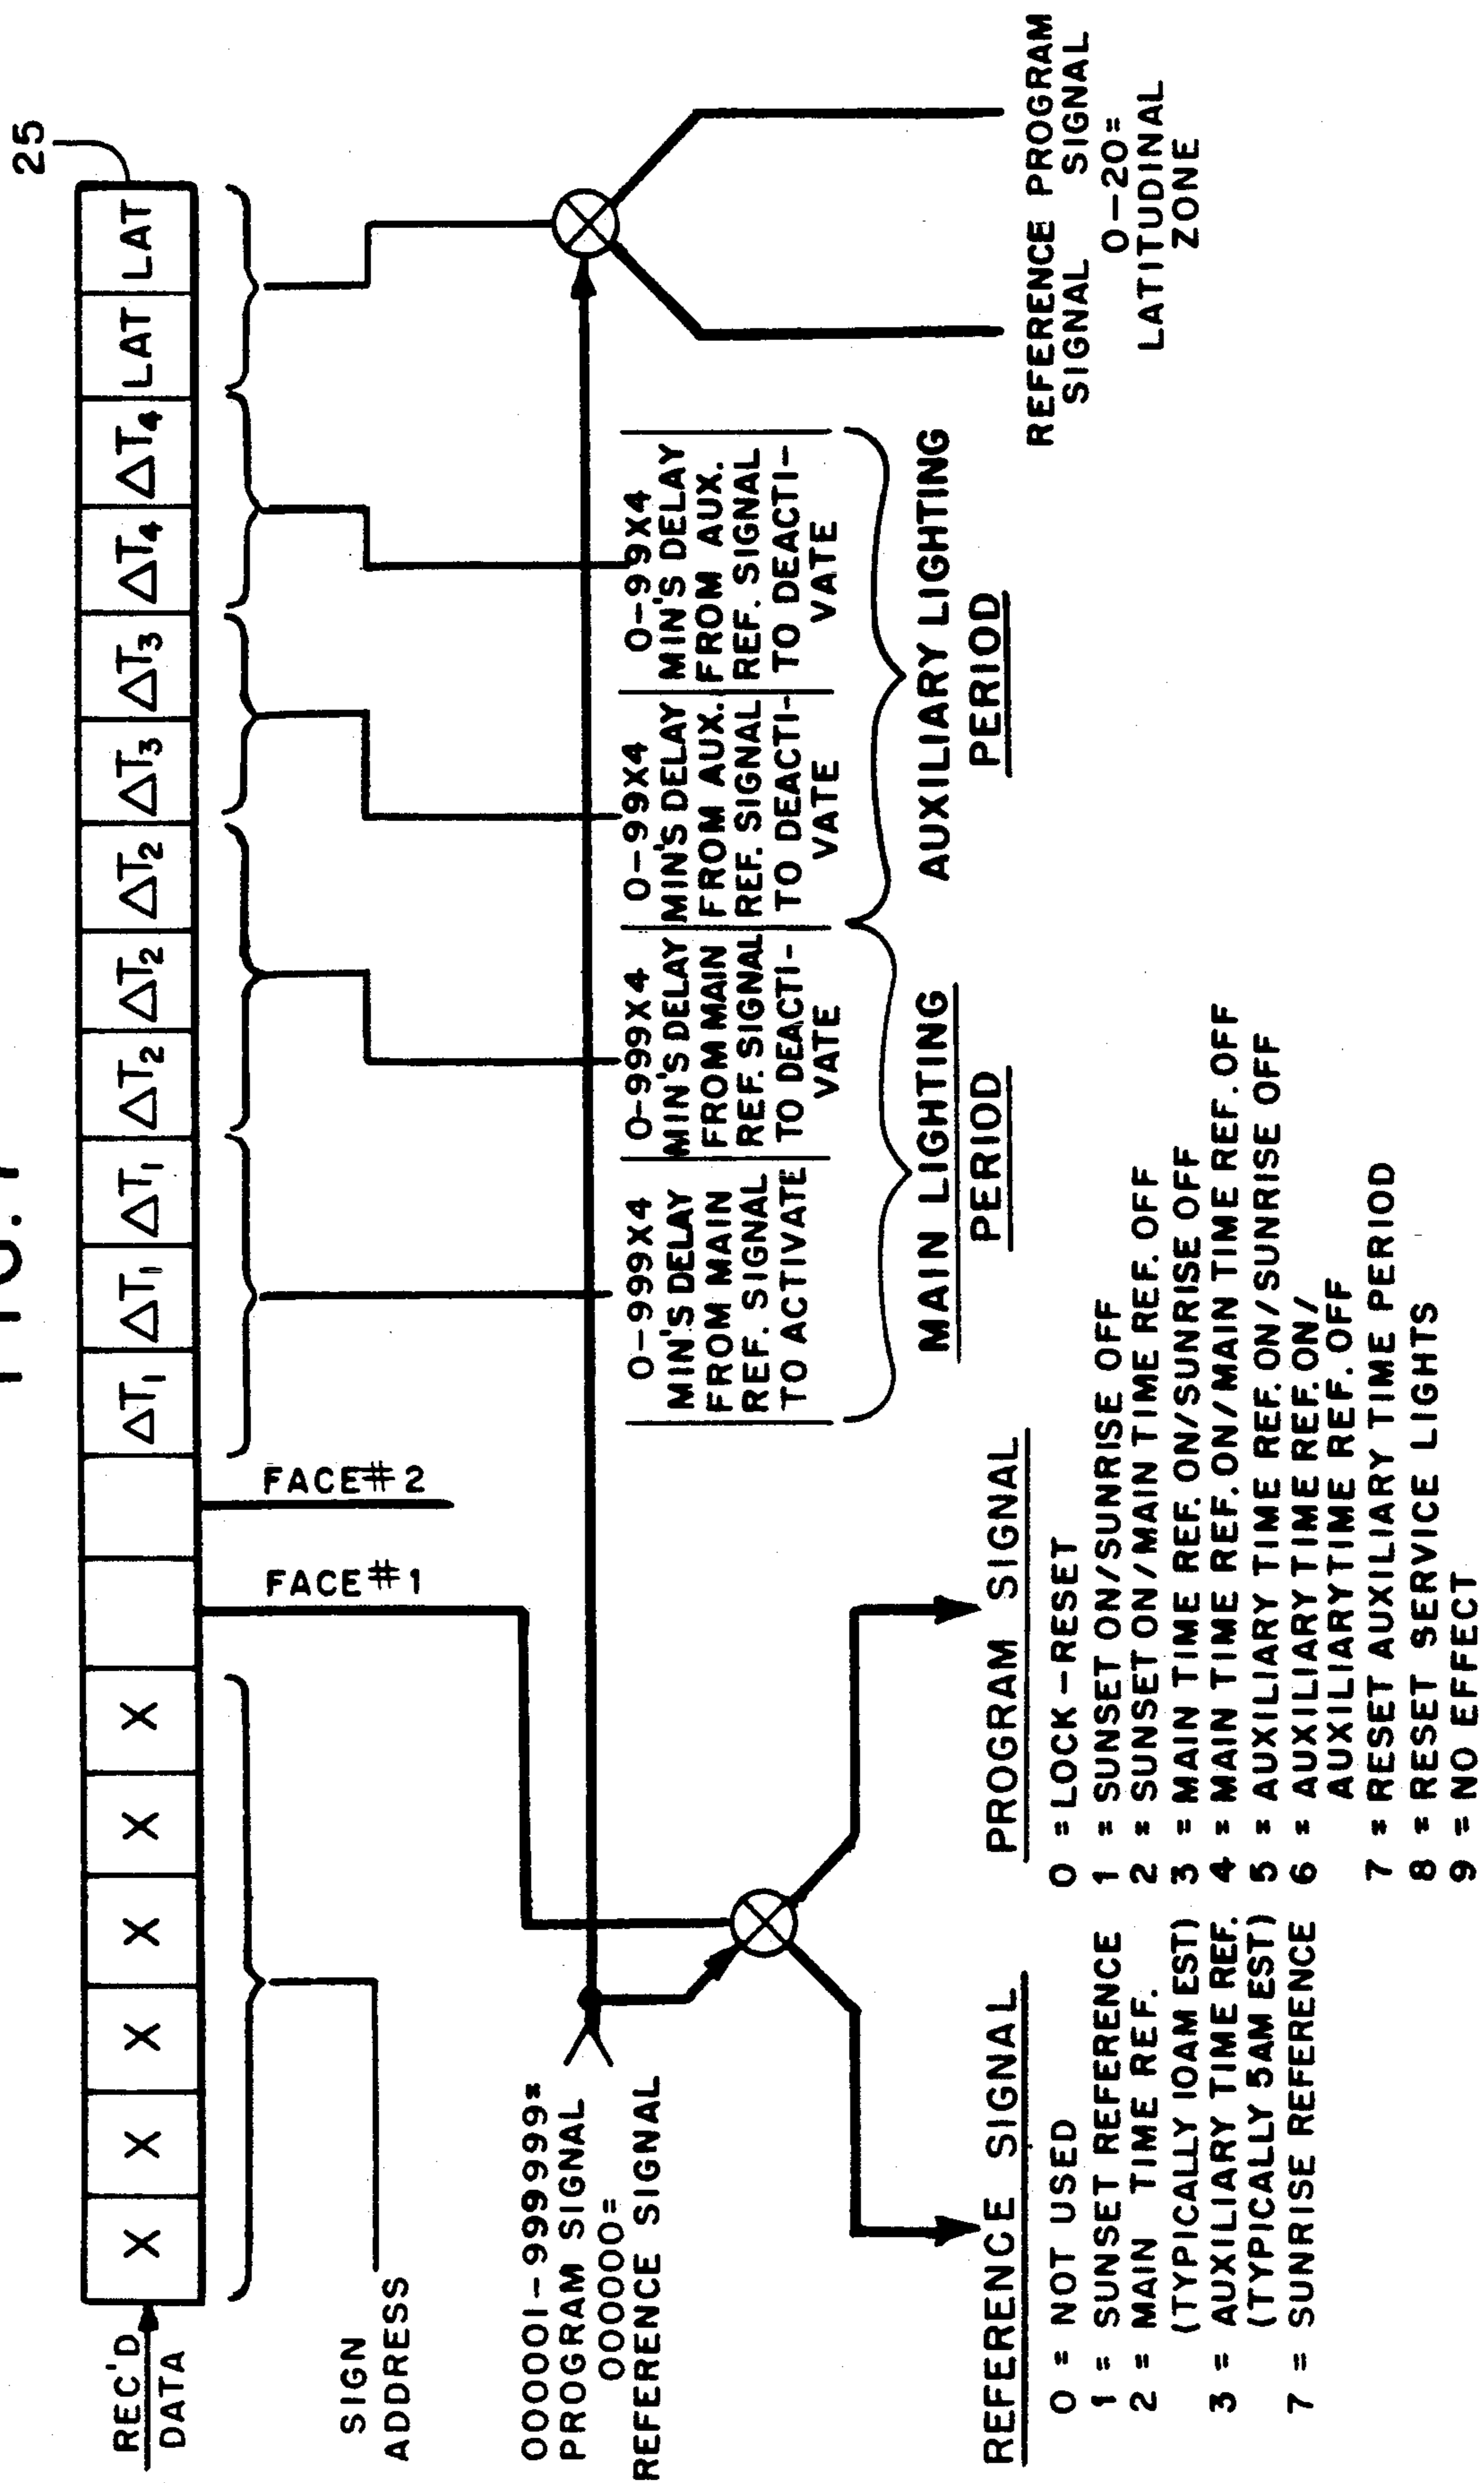 25
REC'D
DATA
X X X X X X ΔT₁ ΔT₁ ΔT₁ ΔT₂ ΔT₂ ΔT₂ ΔT₃ ΔT₃ ΔT₄ ΔT₄ LAT LAT
SIGN
ADDRESS
FACE#1
FACE#2
000001-999999=
PROGRAM SIGNAL
000000=
REFERENCE SIGNAL
0-999X4
MIN'S DELAY
FROM MAIN
REF. SIGNAL
TO ACTIVATE
0-999X4
MIN'S DELAY
FROM MAIN
REF. SIGNAL
TO DEACTI-
VATE
0-99X4
MIN'S DELAY
FROM AUX.
REF. SIGNAL
TO DEACTI-
VATE
0-99X4
MIN'S DELAY
FROM AUX.
REF. SIGNAL
TO DEACTI-
VATE
MAIN LIGHTING
PERIOD
AUXILIARY LIGHTING
PERIOD
REFERENCE PROGRAM
SIGNAL SIGNAL
0-20=
LATITUDINAL
ZONE
REFERENCE SIGNAL
0 = NOT USED
1 = SUNSET REFERENCE
2 = MAIN TIME REF.
(TYPICALLY 10AM EST)
3 = AUXILIARY TIME REF.
(TYPICALLY 5AM EST)
7 = SUNRISE REFERENCE
PROGRAM SIGNAL
0 = LOCK-RESET
1 = SUNSET ON/SUNRISE OFF
2 = SUNSET ON/MAIN TIME REF. OFF
3 = MAIN TIME REF. ON/SUNRISE OFF
4 = MAIN TIME REF. ON/MAIN TIME REF. OFF
5 = AUXILIARY TIME REF. ON/SUNRISE OFF
6 = AUXILIARY TIME REF. ON/
AUXILIARY TIME REF. OFF
7 = RESET AUXILIARY TIME PERIOD
8 = RESET SERVICE LIGHTS
9 = NO EFFECT